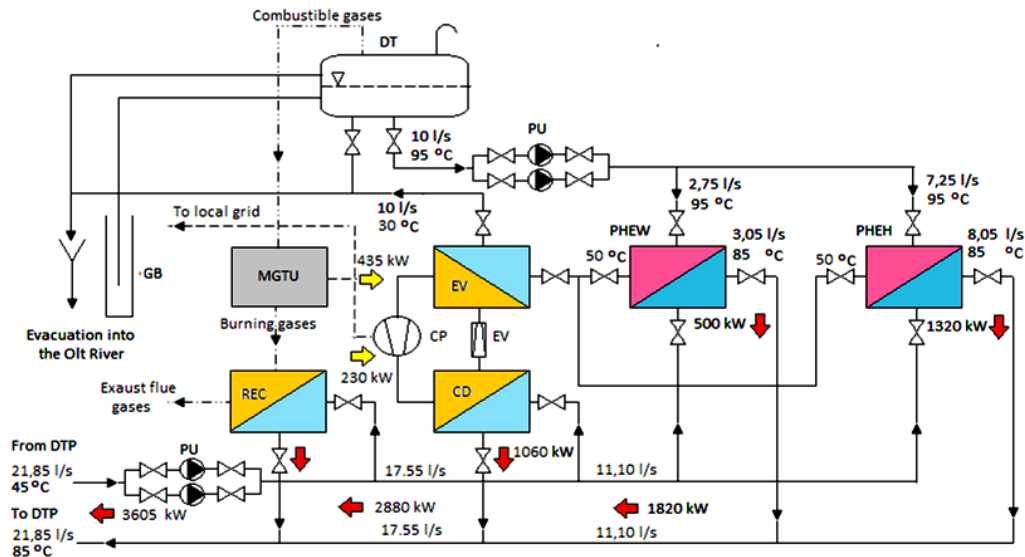 Combustible gases
DT
10 l/s
95 °C
PU
2,75 l/s
95 °C
7,25 l/s
95 °C
To local grid
10 l/s
30 °C
PHEW
3,05 l/s
85 °C
PHEH
8,05 l/s
85 °C
GB
MGTU
435 kW
EV
50 °C
50 °C
Evacuation into
the Olt River
Burning gases
CP
EV
500 kW
1320 kW
230 kW
Exaust flue
gases
REC
CD
1060 kW
From DTP
21,85 l/s
45°C
PU
17.55 l/s
11,10 l/s
To DTP
3605 kW
2880 kW
1820 kW
21,85 l/s
85 °C
17.55 l/s
11,10 l/s